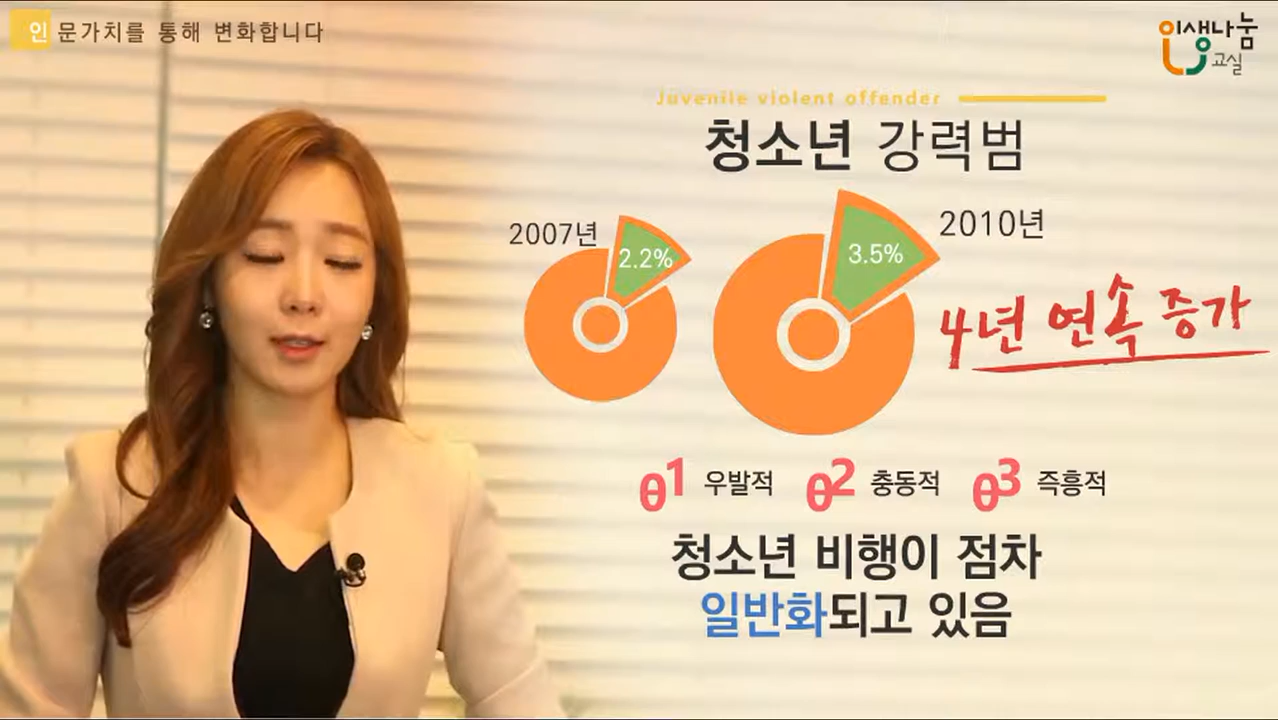 인문가치를 통해 변화합니다
인생나눔
교실
Juvenile violent offender
청소년 강력범
2007년
2.2%
3.5%
2010년
4년 연속 증가
θ1 우발적 θ2 충동적 θ3 즉흥적
청소년 비행이 점차
일반화되고 있음